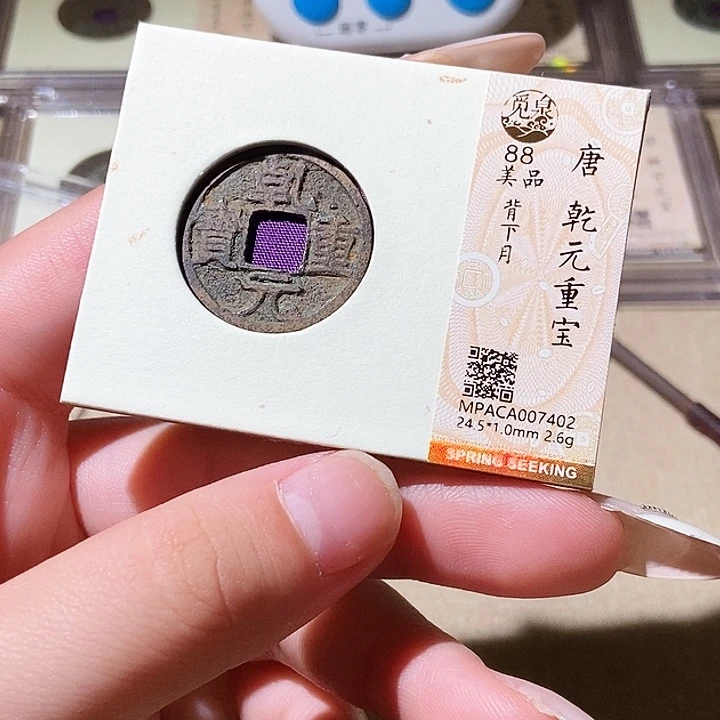 乾元重寶
觅泉
88
美品
背下月
唐 乾元重宝
MPACA007402
24.5*1.0mm 2.6g
SPRING SEEKING